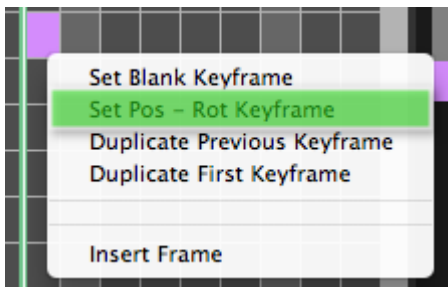 Set Blank Keyframe
Set Pos – Rot Keyframe
Duplicate Previous Keyframe
Duplicate First Keyframe
Insert Frame